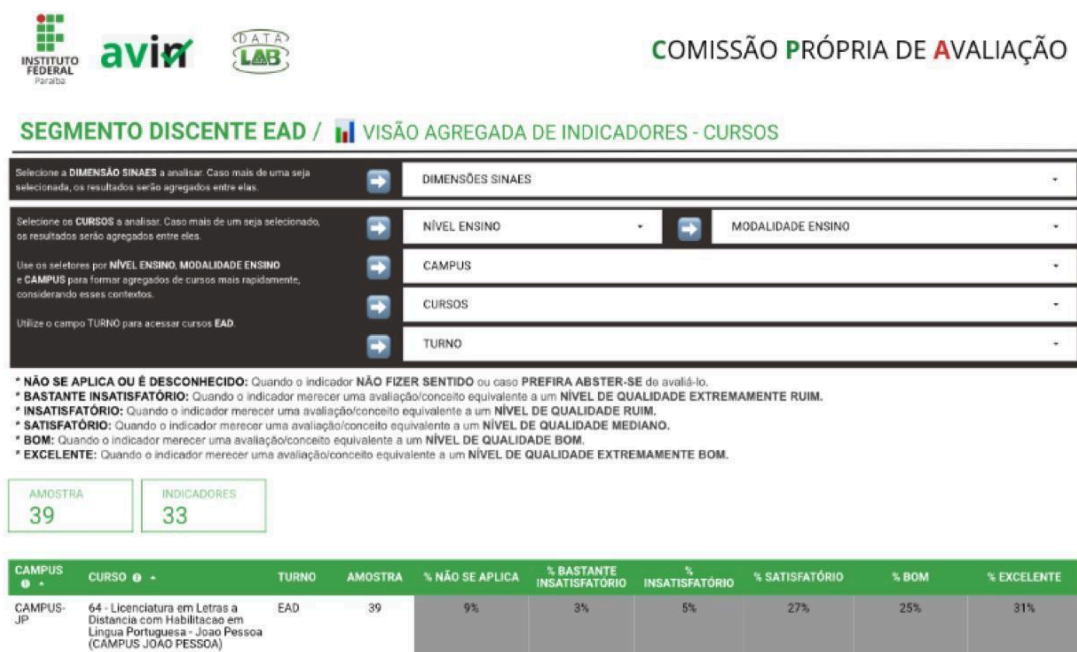 INSTITUTO
FEDERAL
Paraíba
avin
DATA
LAB
COMISSÃO PRÓPRIA DE AVALIAÇÃO
SEGMENTO DISCENTE EAD / VISÃO AGREGADA DE INDICADORES - CURSOS
Selecione a DIMENSÃO SINAES a analisar. Caso mais de uma seja
selecionada, os resultados serão agregados entre elas.
DIMENSÕES SINAES
Selecione os CURSOS a analisar. Caso mais de um seja selecionado,
os resultados serão agregados entre eles.
NÍVEL ENSINO
MODALIDADE ENSINO
Use os seletores por NÍVEL ENSINO, MODALIDADE ENSINO
e CAMPUS para formar agregados de cursos mais rapidamente,
considerando esses contextos.
CAMPUS
CURSOS
Utilize o campo TURNO para acessar cursos EAD.
TURNO
* NÃO SE APLICA OU É DESCONHECIDO: Quando o indicador NÃO FIZER SENTIDO ou caso PREFIRA ABSTER-SE de avaliá-lo.
* BASTANTE INSATISFATÓRIO: Quando o indicador merecer uma avaliação/conceito equivalente a um NÍVEL DE QUALIDADE EXTREMAMENTE RUIM.
* INSATISFATÓRIO: Quando o indicador merecer uma avaliação/conceito equivalente a um NÍVEL DE QUALIDADE RUIM.
* SATISFATÓRIO: Quando o indicador merecer uma avaliação/conceito equivalente a um NÍVEL DE QUALIDADE MEDIANO.
* BOM: Quando o indicador merecer uma avaliação/conceito equivalente a um NÍVEL DE QUALIDADE BOM.
* EXCELENTE: Quando o indicador merecer uma avaliação/conceito equivalente a um NÍVEL DE QUALIDADE EXTREMAMENTE BOM.
AMOSTRA
39
INDICADORES
33
CAMPUS CURSO TURNO AMOSTRA % NÃO SE APLICA % BASTANTE INSATISFATÓRIO % INSATISFATÓRIO % SATISFATÓRIO % BOM % EXCELENTE
CAMPUS- 64 - Licenciatura em Letras a EAD 39 9% 3% 5% 27% 25% 31%
JP Distancia com Habilitacao em
Lingua Portuguesa - Joao Pessoa
(CAMPUS JOAO PESSOA)